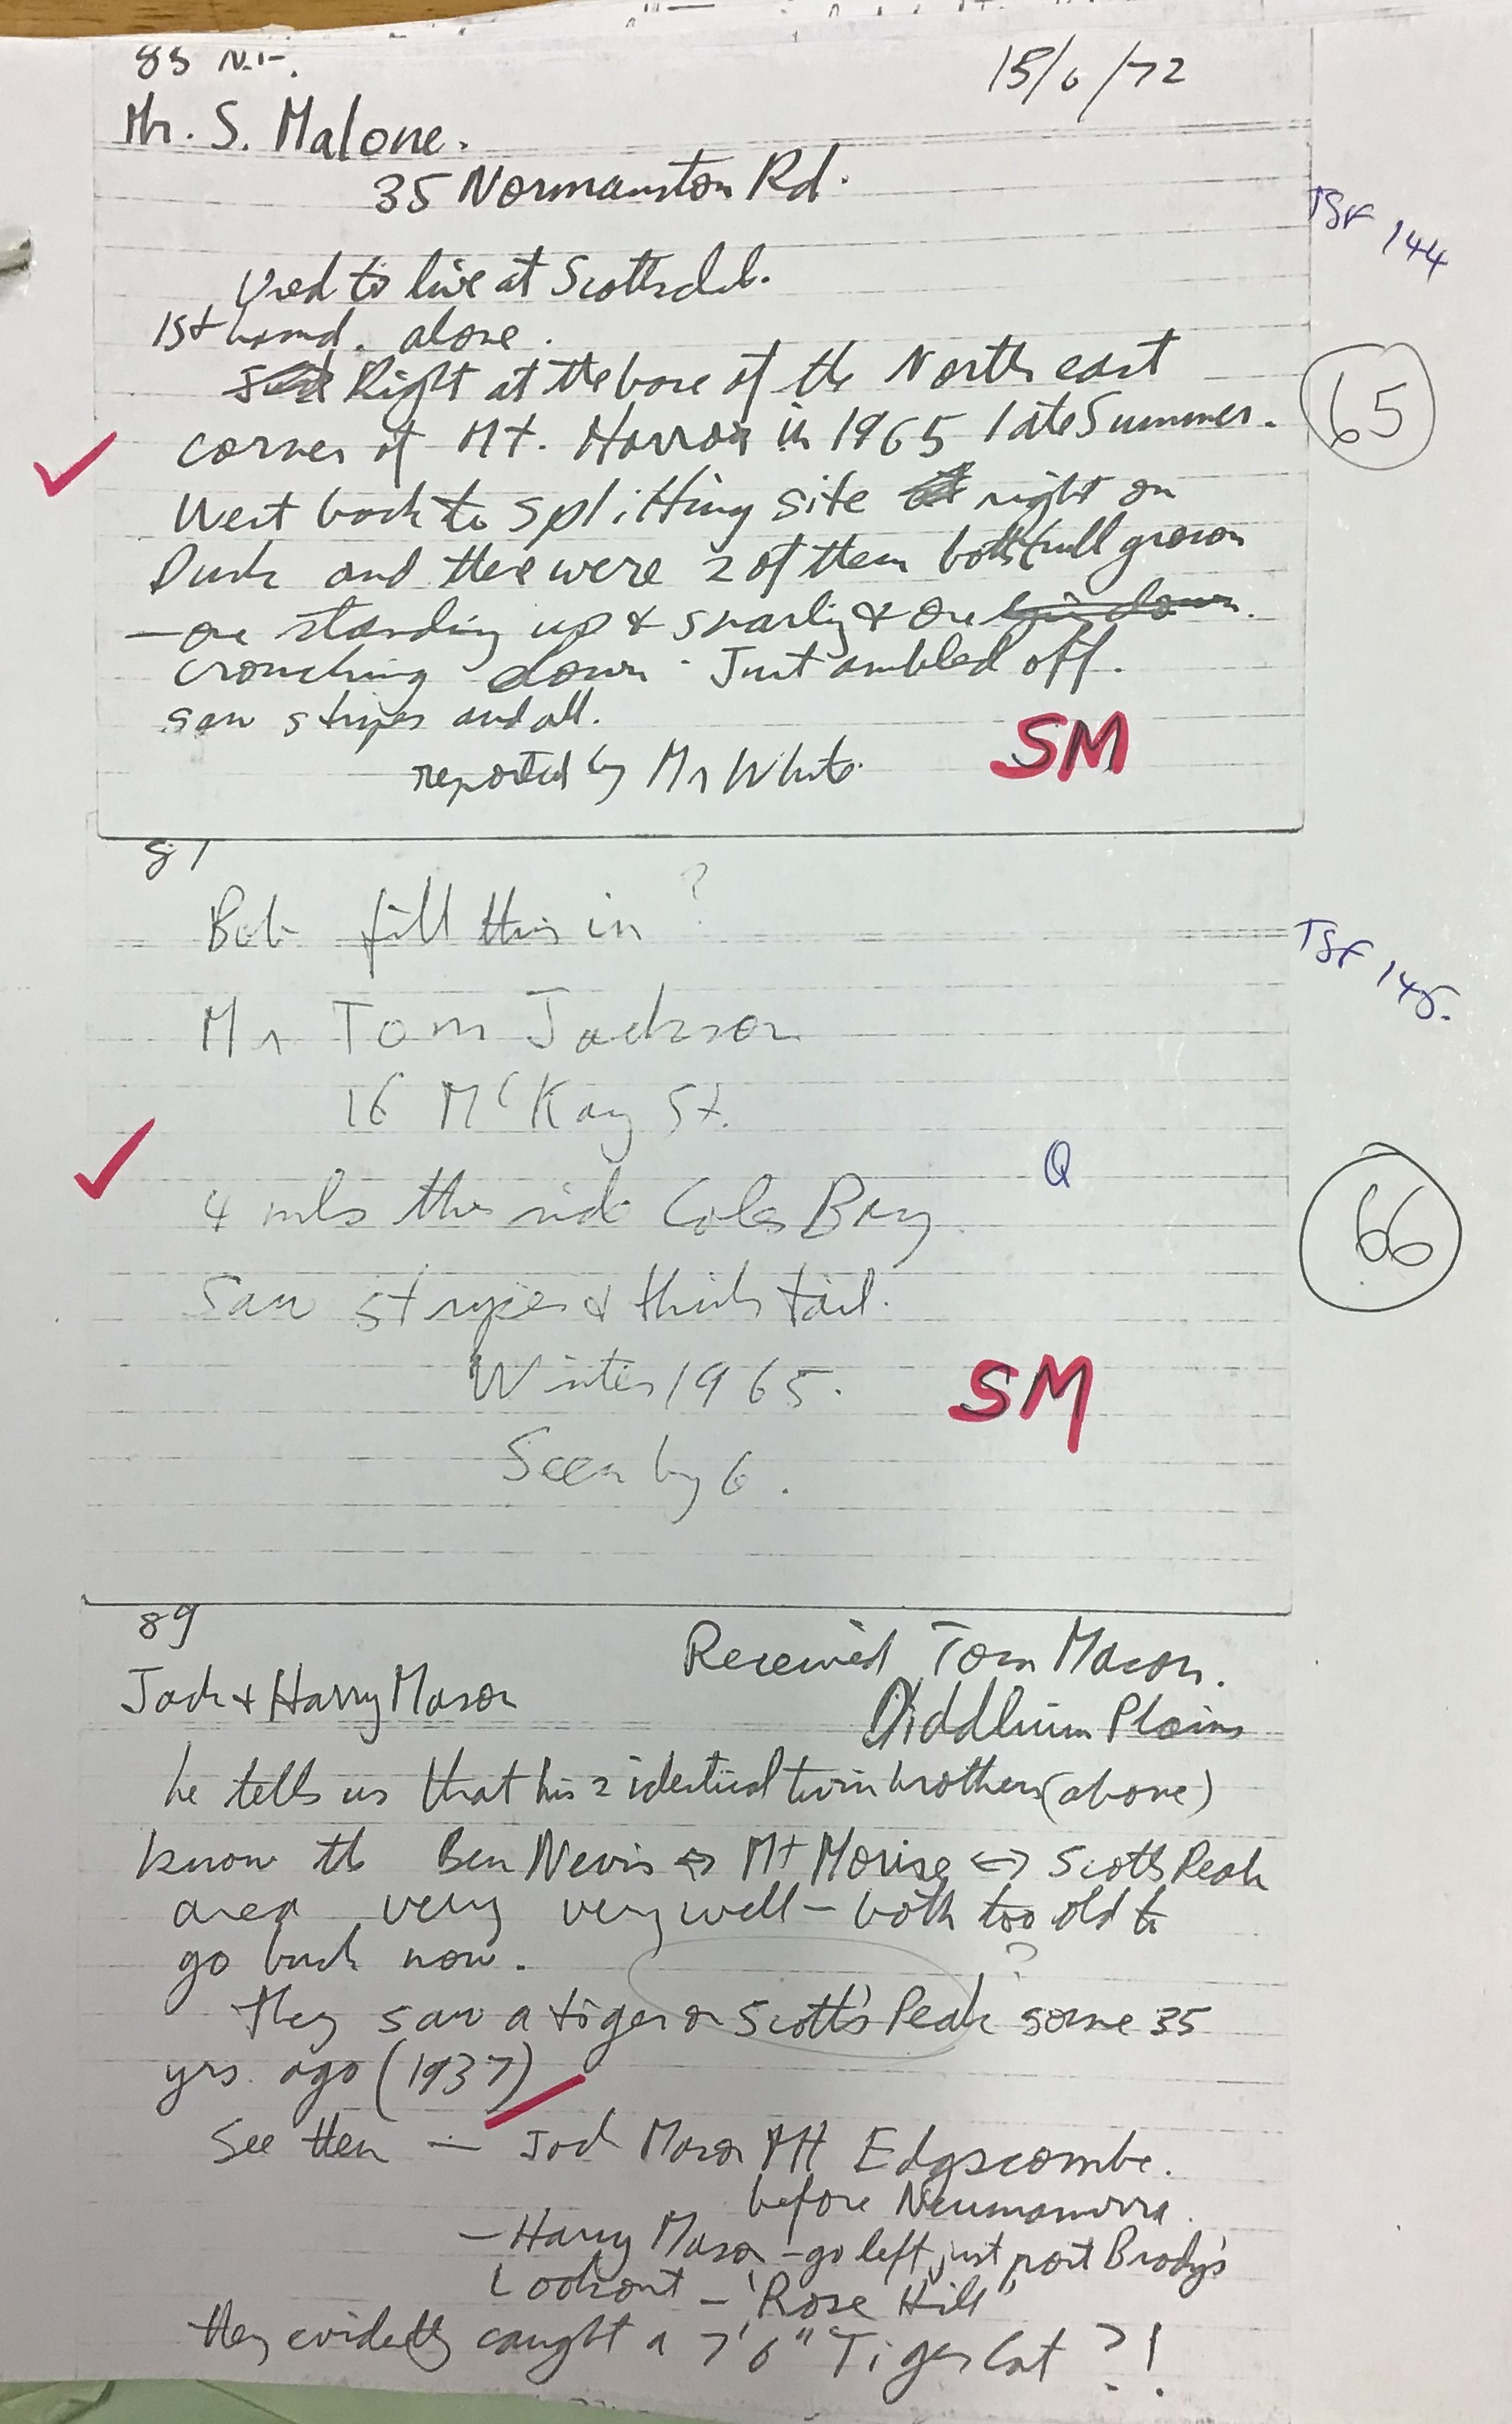 85 N.T.
15/6/72
Mr. S. Malone.
35 Normanston Rd.
TSF 144
Used to live at Scottsdale.
1st hand. alone.
Right at the base of the North east
65
corner of Mt. Horror in 1965 late Summer.
Went back to splitting site right on
Dusk and there were 2 of them both full grown
— one standing up & snarling & one lying down.
crouching down. Just ambled off.
saw stripes and all.
SM
reported by Mr White.
87
Bob fill this in?
TSF 145.
Mr Tom Jackson
16 McKay St.
Q
4 mls this side Coles Bay
66
Saw stripes & thick tail.
Winter 1965.
SM
Seen by 6.
89
Received Tom Mason.
Jack & Harry Mason
Diddlium Plains
he tells us that his 2 identical twin brothers (above)
know the Ben Nevis <-> Mt Morise <-> Scotts Peak
area very very well — both too old to
go back now.
?
they saw a tiger on Scott's Peak some 35
yrs. ago (1937)
See them — Jack Mason Mt Edgscombe.
before Neumanovra.
— Harry Mason — go left just past Brody's
Lookout — "Rose Hill"
they evidently caught a 7'6" Tiger Cat ?!